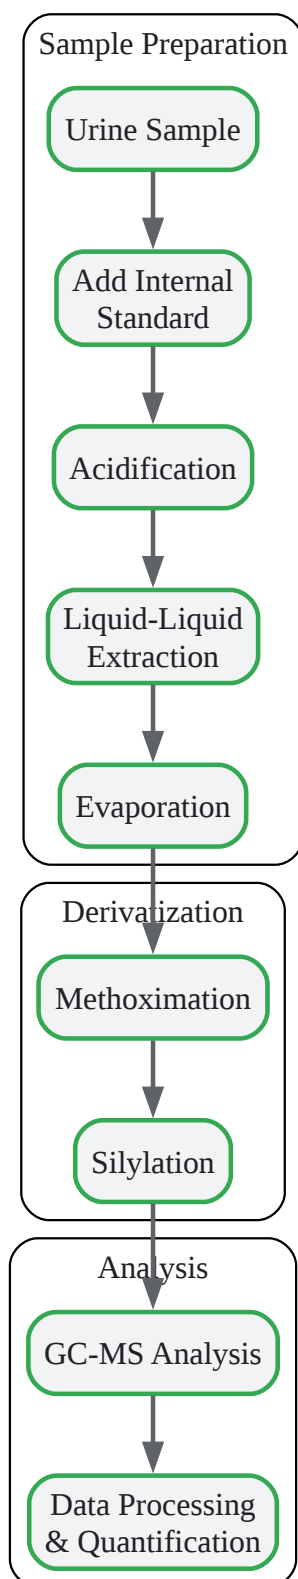 Sample Preparation
Urine Sample
Add Internal
Standard
Acidification
Liquid-Liquid
Extraction
Evaporation
Derivatization
Methoximation
Silylation
Analysis
GC-MS Analysis
Data Processing
& Quantification